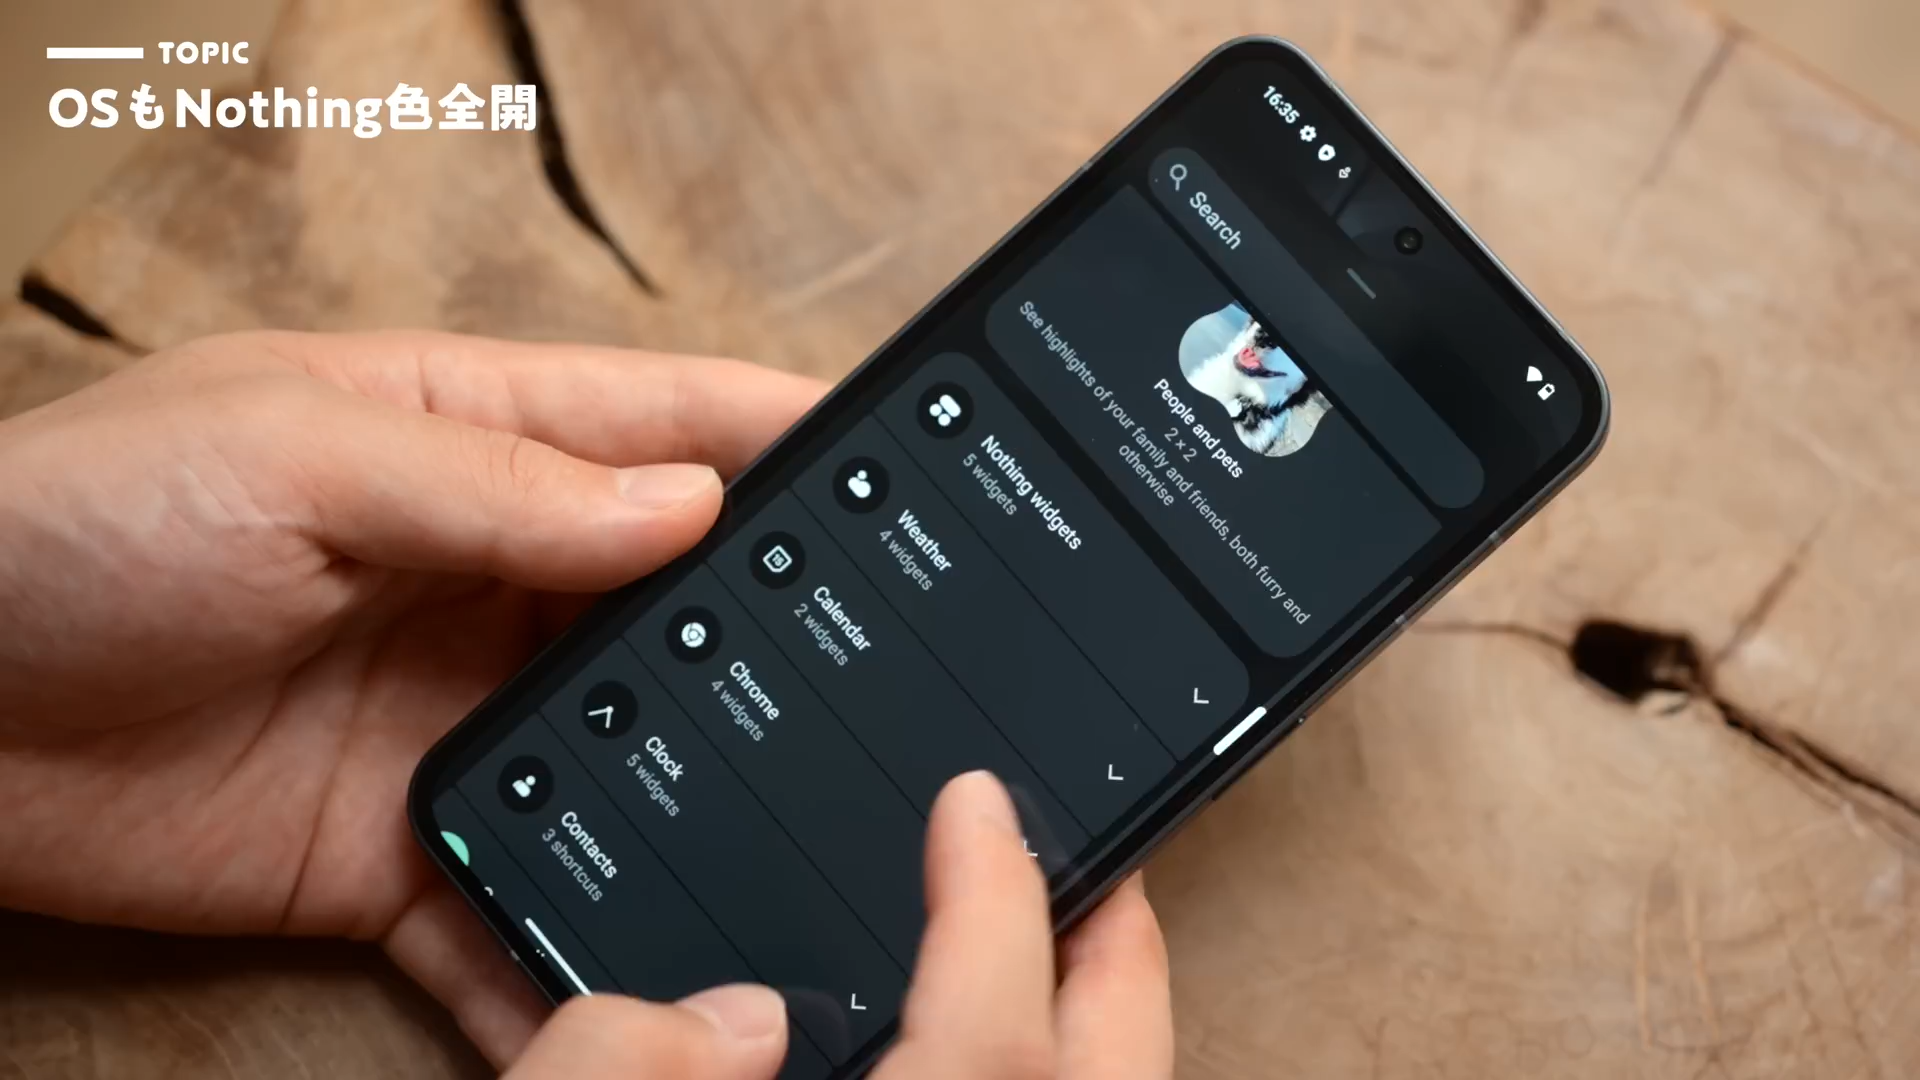 TOPIC
OSもNothing色全開
16:35
Search
People and pets
2 × 2
See highlights of your family and friends, both furry and
otherwise
Nothing widgets
5 widgets
Weather
4 widgets
Calendar
2 widgets
Chrome
4 widgets
Clock
5 widgets
Contacts
3 shortcuts